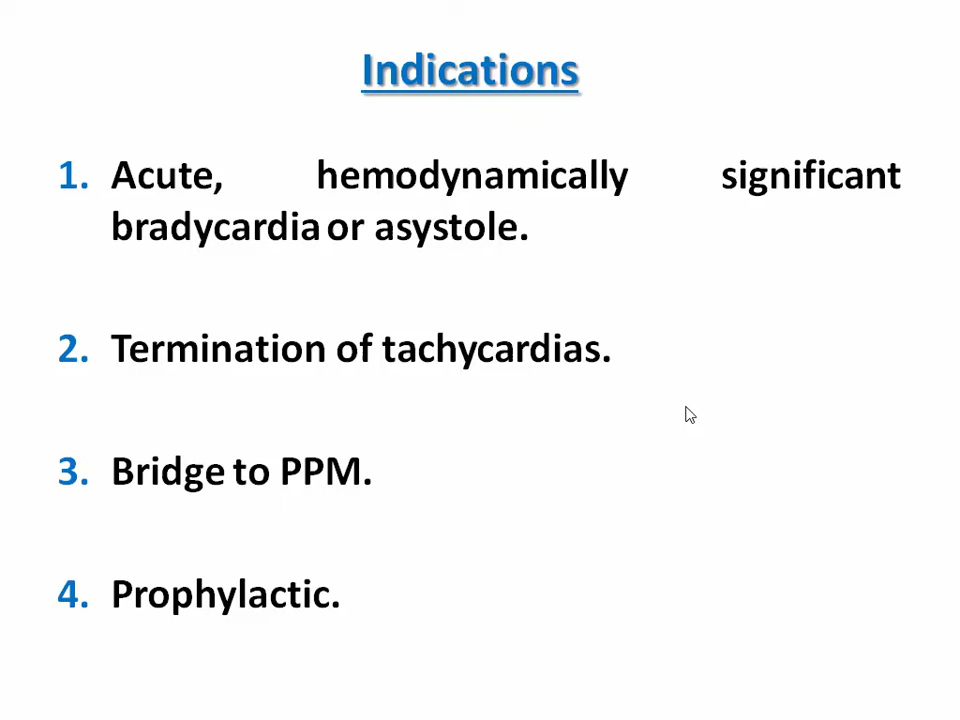 Indications
1. Acute, hemodynamically significant
bradycardia or asystole.
2. Termination of tachycardias.
3. Bridge to PPM.
4. Prophylactic.